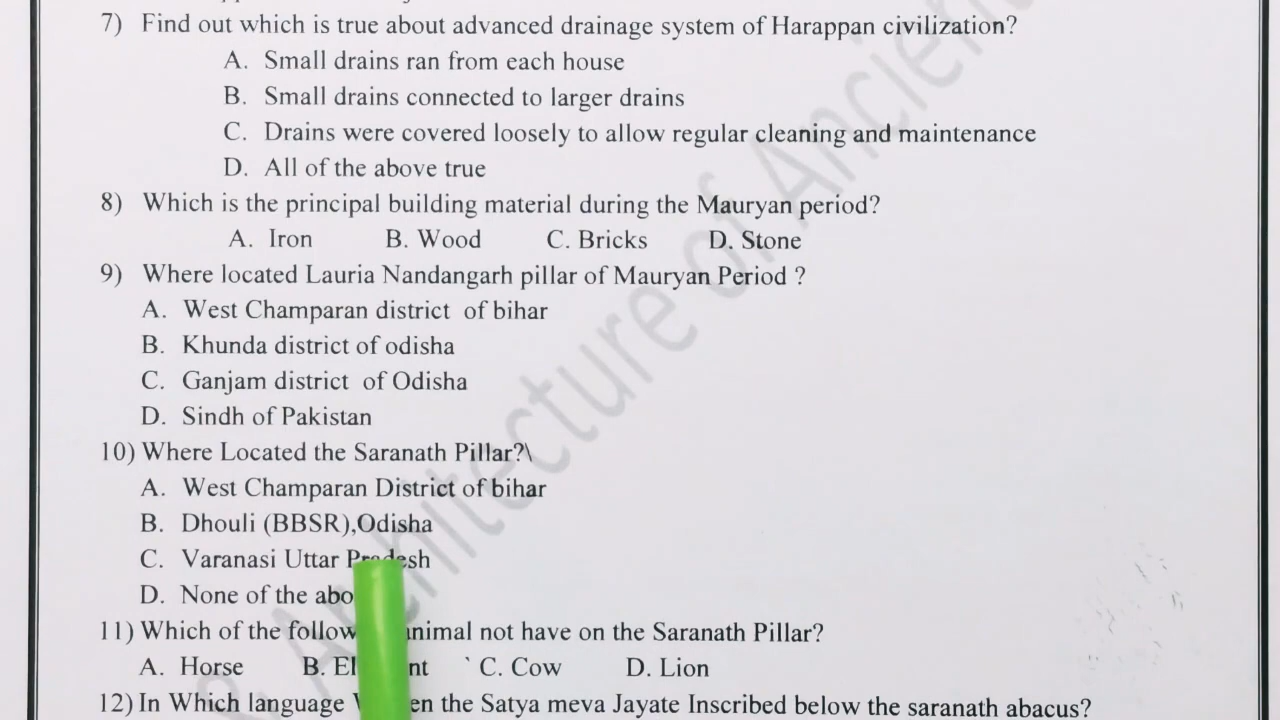 7) Find out which is true about advanced drainage system of Harappan civilization?
A. Small drains ran from each house
B. Small drains connected to larger drains
C. Drains were covered loosely to allow regular cleaning and maintenance
D. All of the above true
8) Which is the principal building material during the Mauryan period?
A. Iron B. Wood C. Bricks D. Stone
9) Where located Lauria Nandangarh pillar of Mauryan Period ?
A. West Champaran district of bihar
B. Khunda district of odisha
C. Ganjam district of Odisha
D. Sindh of Pakistan
10) Where Located the Saranath Pillar?\
A. West Champaran District of bihar
B. Dhouli (BBSR),Odisha
C. Varanasi Uttar Pradesh
D. None of the
11) Which of the animal not have on the Saranath Pillar?
A. Horse B. C. Cow D. Lion
12) In Which language the Satya meva Jayate Inscribed below the saranath abacus?
Architecture of Ancient